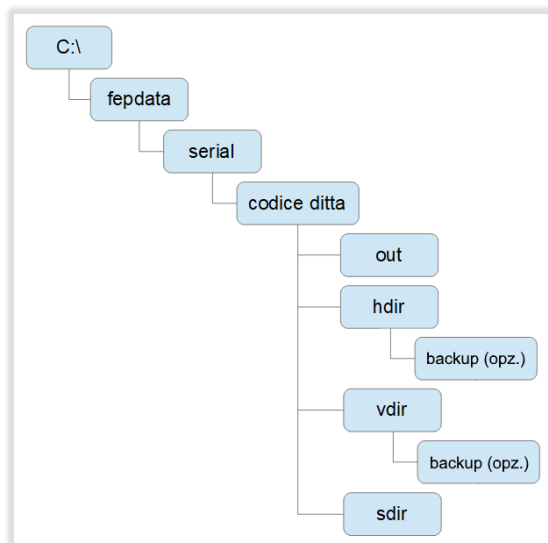 C:\
fepdata
serial
codice ditta
out
hdir
backup (opz.)
vdir
backup (opz.)
sdir